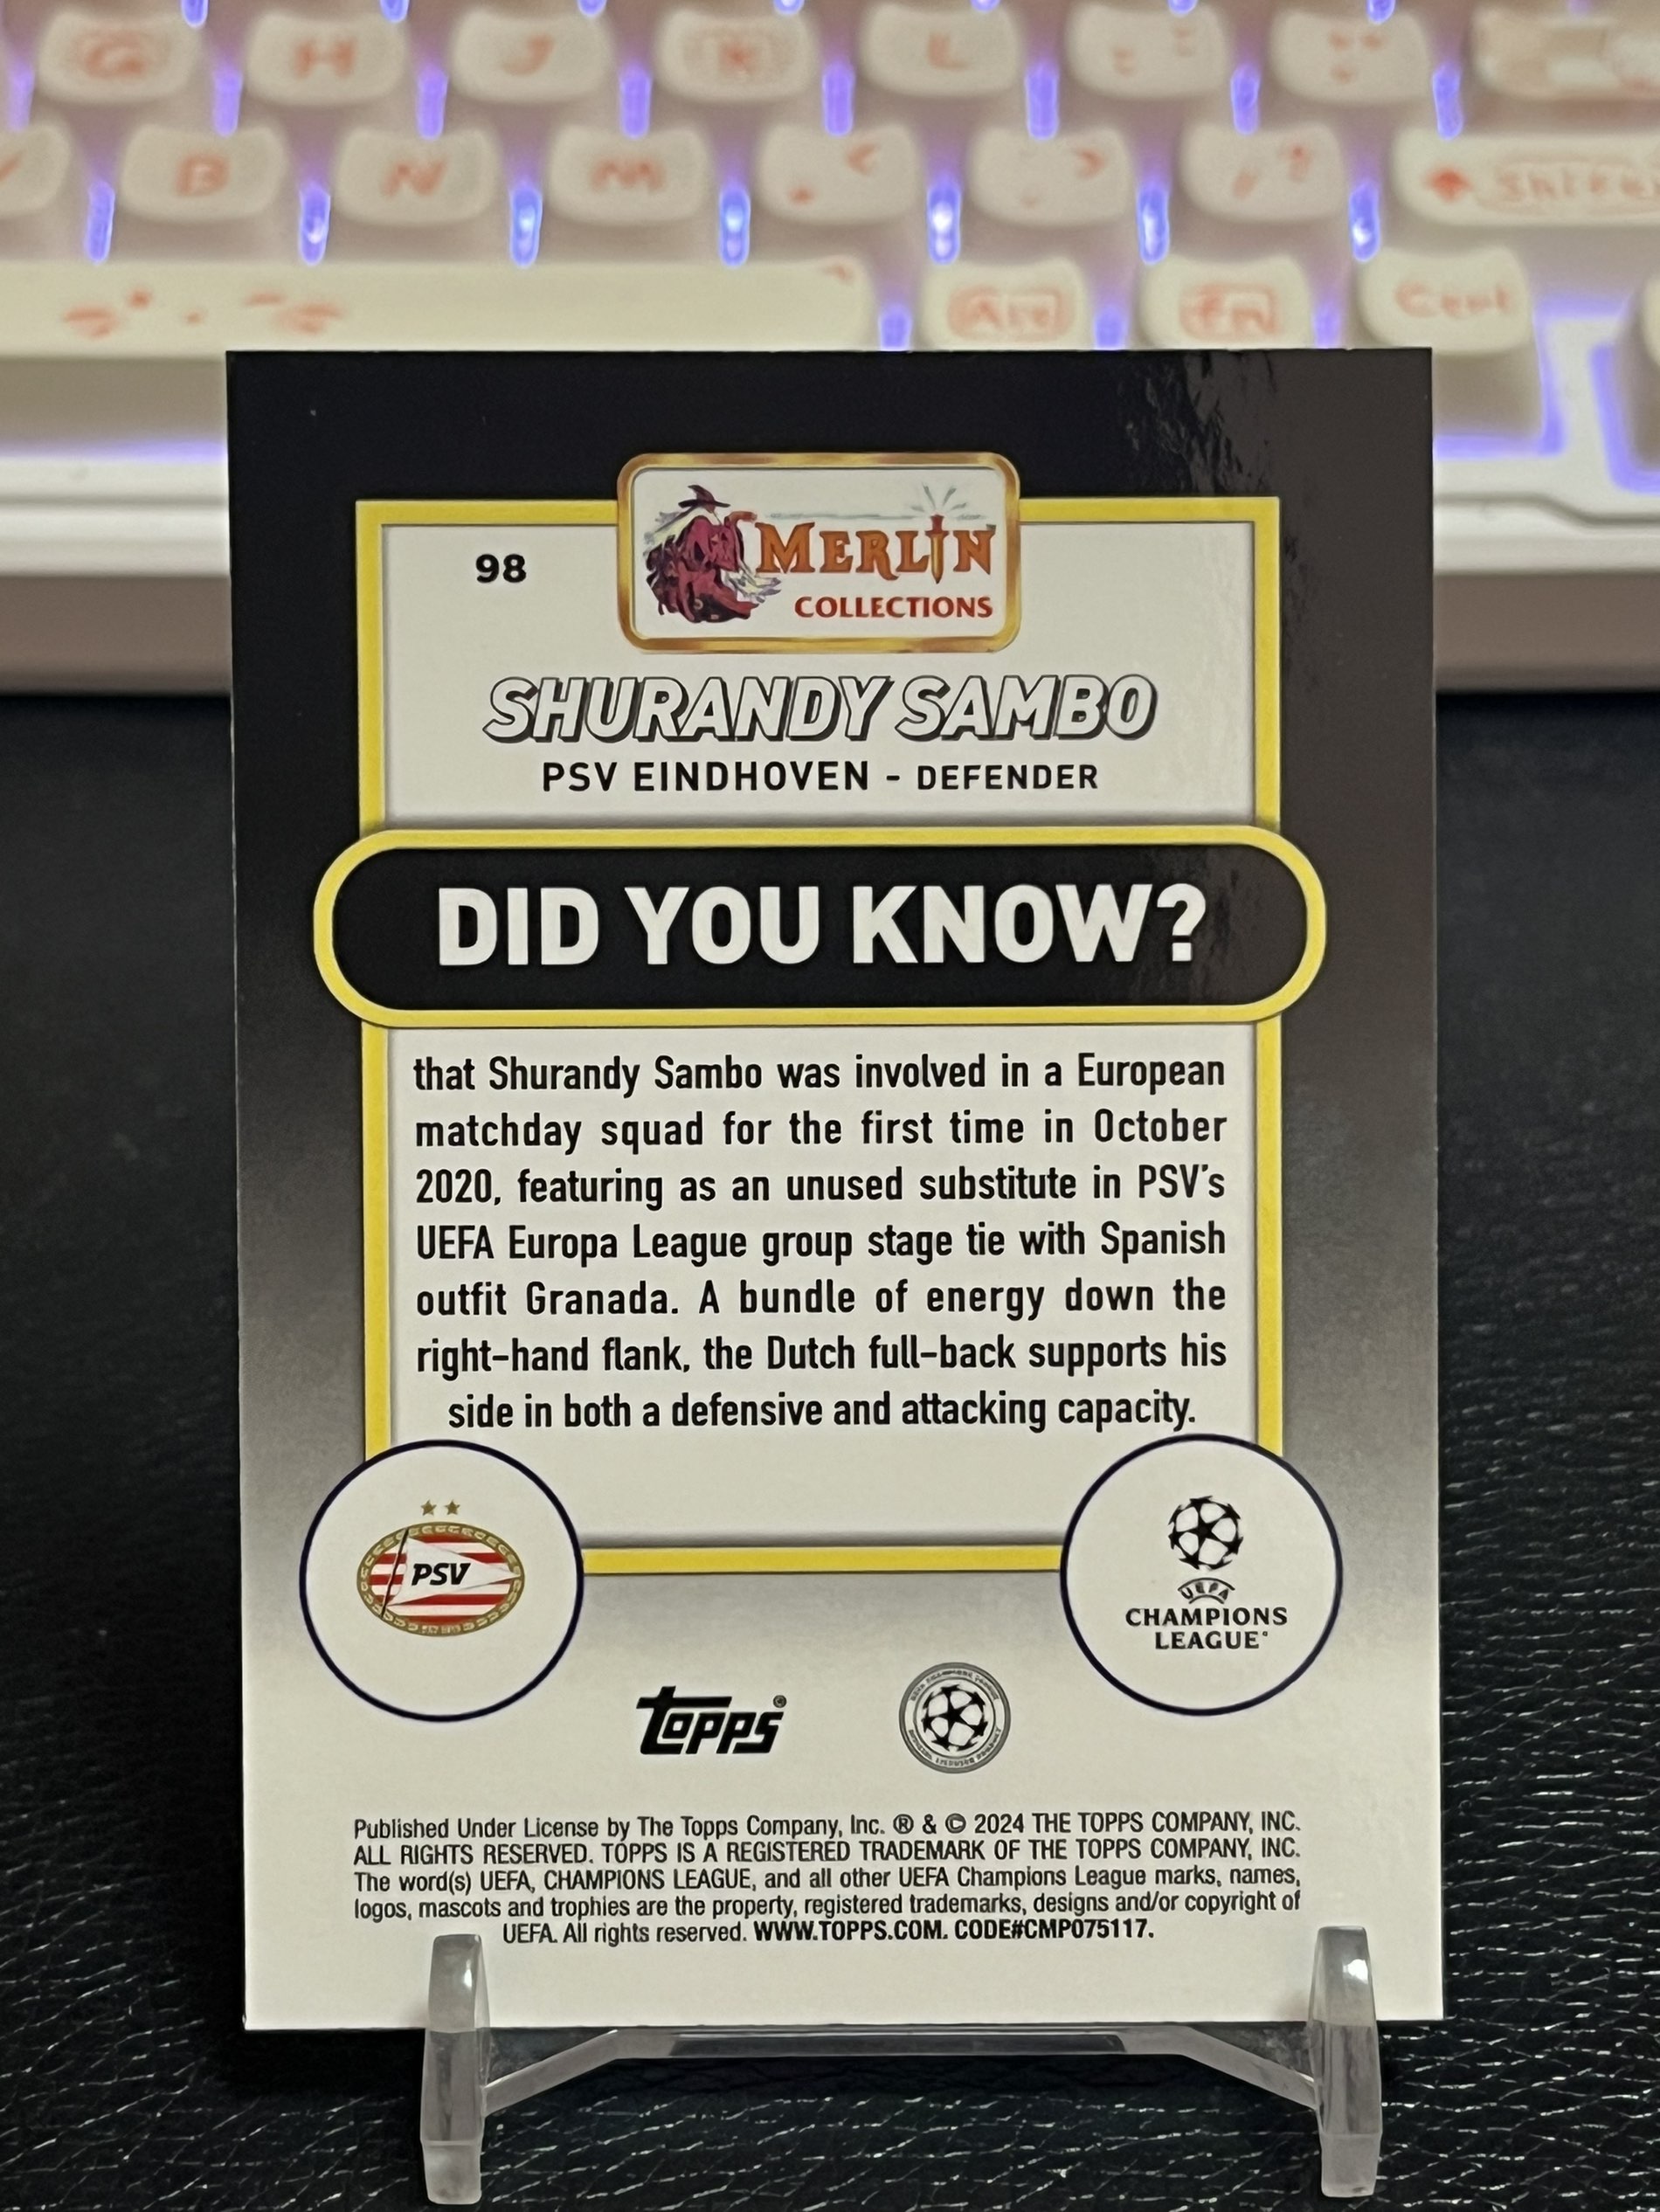 G H J K L
B N M < >
, ?
Shift
Alt Fn
98
MERLIN
COLLECTIONS
SHURANDY SAMBO
PSV EINDHOVEN - DEFENDER
DID YOU KNOW?
that Shurandy Sambo was involved in a European
matchday squad for the first time in October
2020, featuring as an unused substitute in PSV's
UEFA Europa League group stage tie with Spanish
outfit Granada. A bundle of energy down the
right-hand flank, the Dutch full-back supports his
side in both a defensive and attacking capacity.
PSV
UEFA
CHAMPIONS
LEAGUE®
Topps®
Published Under License by The Topps Company, Inc. ® & © 2024 THE TOPPS COMPANY, INC.
ALL RIGHTS RESERVED. TOPPS IS A REGISTERED TRADEMARK OF THE TOPPS COMPANY, INC.
The word(s) UEFA, CHAMPIONS LEAGUE, and all other UEFA Champions League marks, names,
logos, mascots and trophies are the property, registered trademarks, designs and/or copyright of
UEFA. All rights reserved. WWW.TOPPS.COM. CODE#CMP075117.